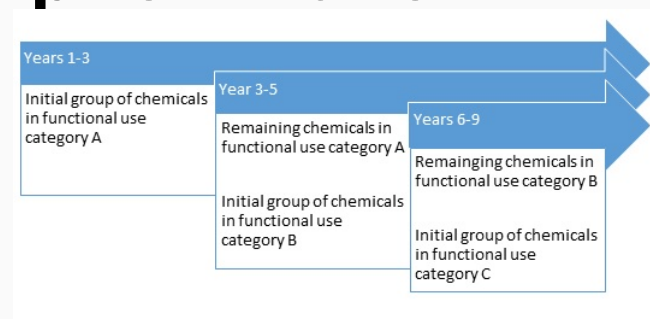 Years 1-3
Initial group of chemicals
in functional use
category A
Year 3-5
Remaining chemicals in
functional use category A
Initial group of chemicals
in functional use
category B
Years 6-9
Remainging chemicals in
functional use category B
Initial group of chemicals
in functional use
category C